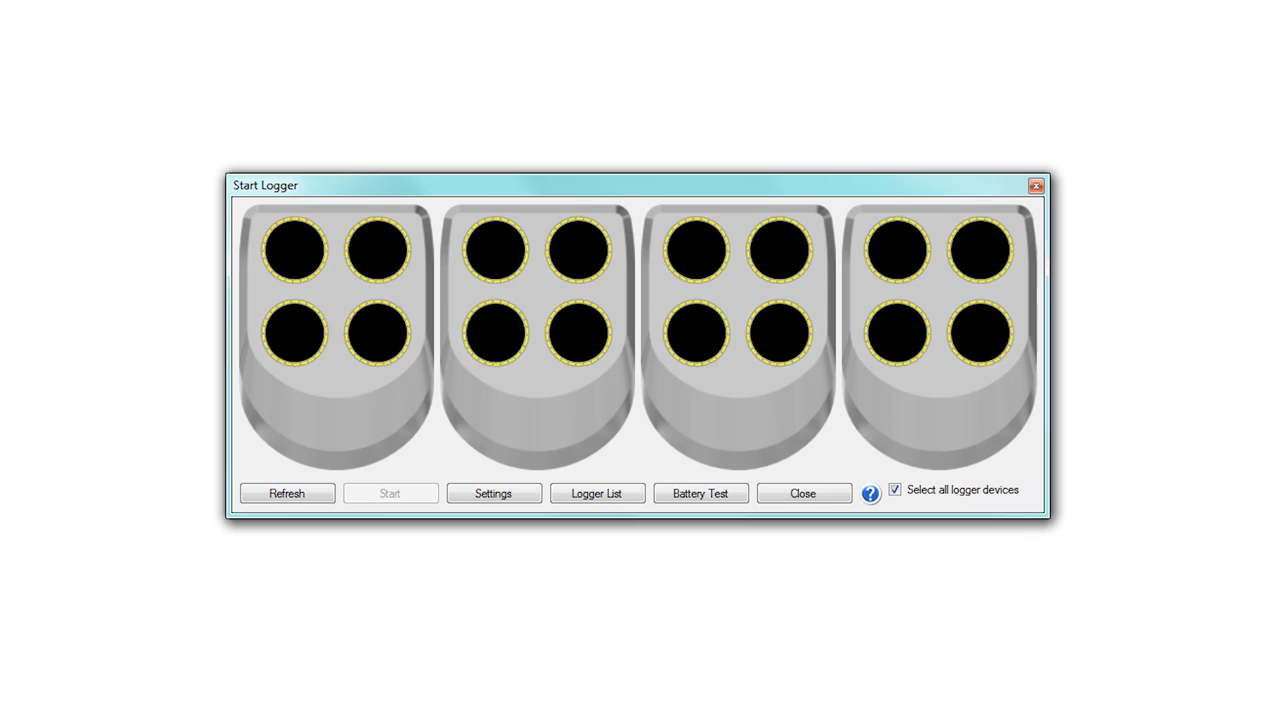 Start Logger
Refresh
Start
Settings
Logger List
Battery Test
Close
?
Select all logger devices